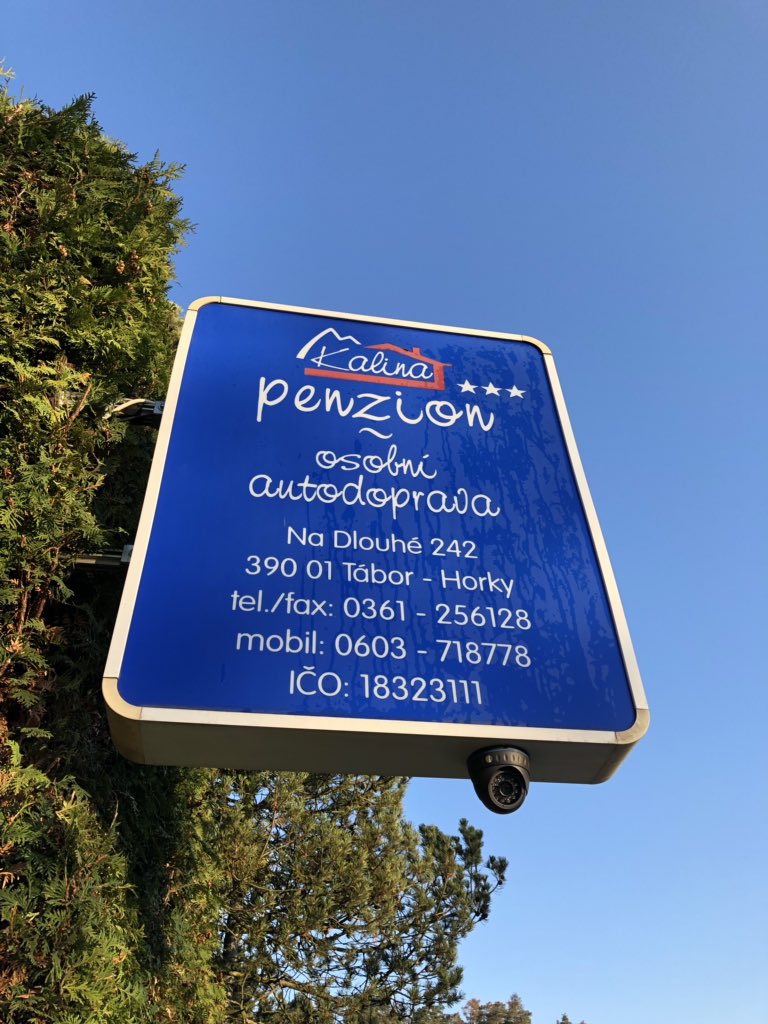 Kalina
penzion
~
osobní
autodoprava
Na Dlouhé 242
390 01 Tábor - Horky
tel./fax: 0361 - 256128
mobil: 0603 - 718778
IČO: 18323111